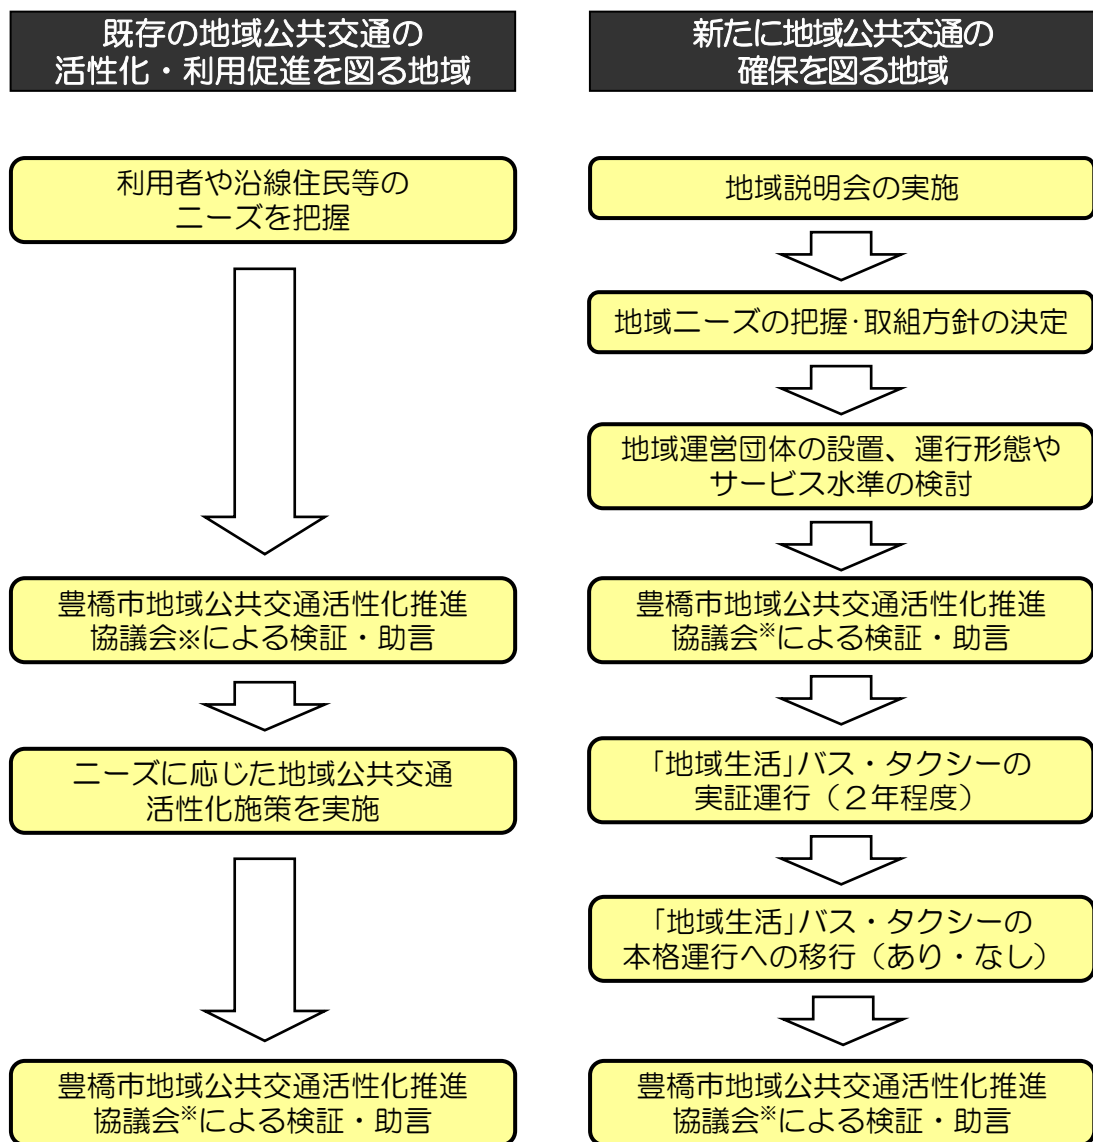 既存の地域公共交通の
活性化・利用促進を図る地域
利用者や沿線住民等の
ニーズを把握
豊橋市地域公共交通活性化推進
協議会※による検証・助言
ニーズに応じた地域公共交通
活性化施策を実施
豊橋市地域公共交通活性化推進
協議会※による検証・助言
新たに地域公共交通の
確保を図る地域
地域説明会の実施
地域ニーズの把握･取組方針の決定
地域運営団体の設置、運行形態や
サービス水準の検討
豊橋市地域公共交通活性化推進
協議会※による検証・助言
｢地域生活｣バス・タクシーの
実証運行（２年程度）
｢地域生活｣バス・タクシーの
本格運行への移行（あり・なし）
豊橋市地域公共交通活性化推進
協議会※による検証・助言